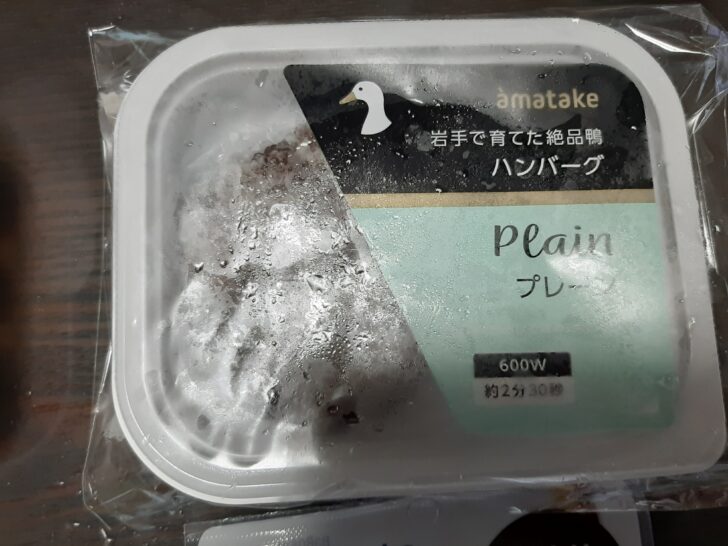 amatake
岩手で育てた絶品鴨
ハンバーグ
Plain
プレーン
600W
約2分30秒